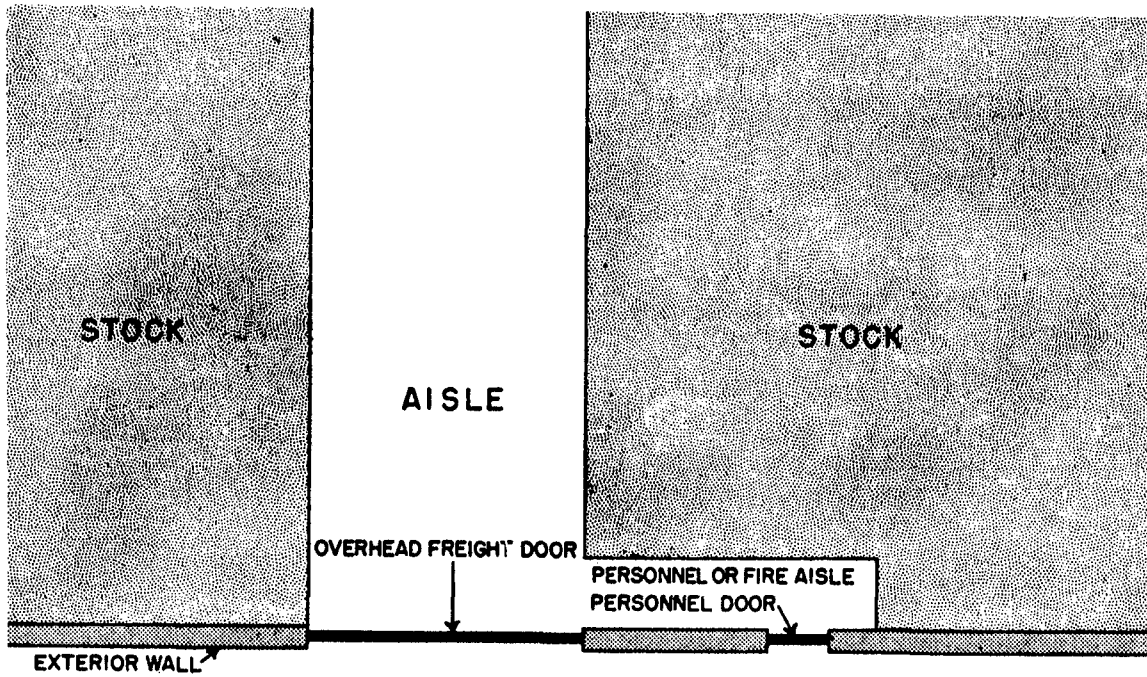 STOCK
STOCK
AISLE
OVERHEAD FREIGHT DOOR
PERSONNEL OR FIRE AISLE
PERSONNEL DOOR
EXTERIOR WALL